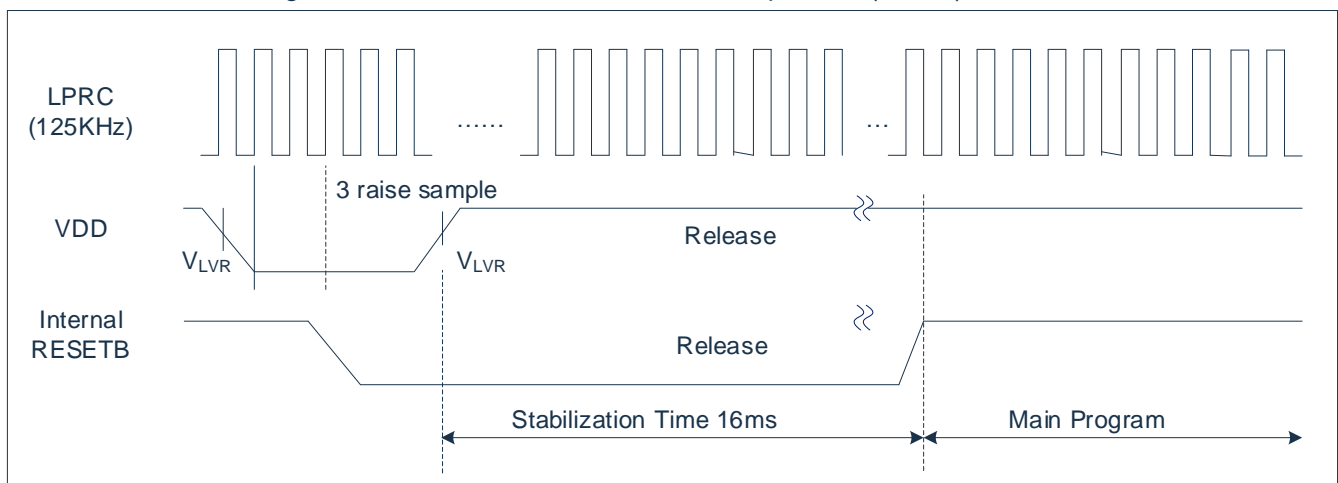 LPRC
(125KHz)
......
...
3 raise sample
VDD
VLVR
VLVR
Release
Internal
RESETB
Release
Stabilization Time 16ms
Main Program